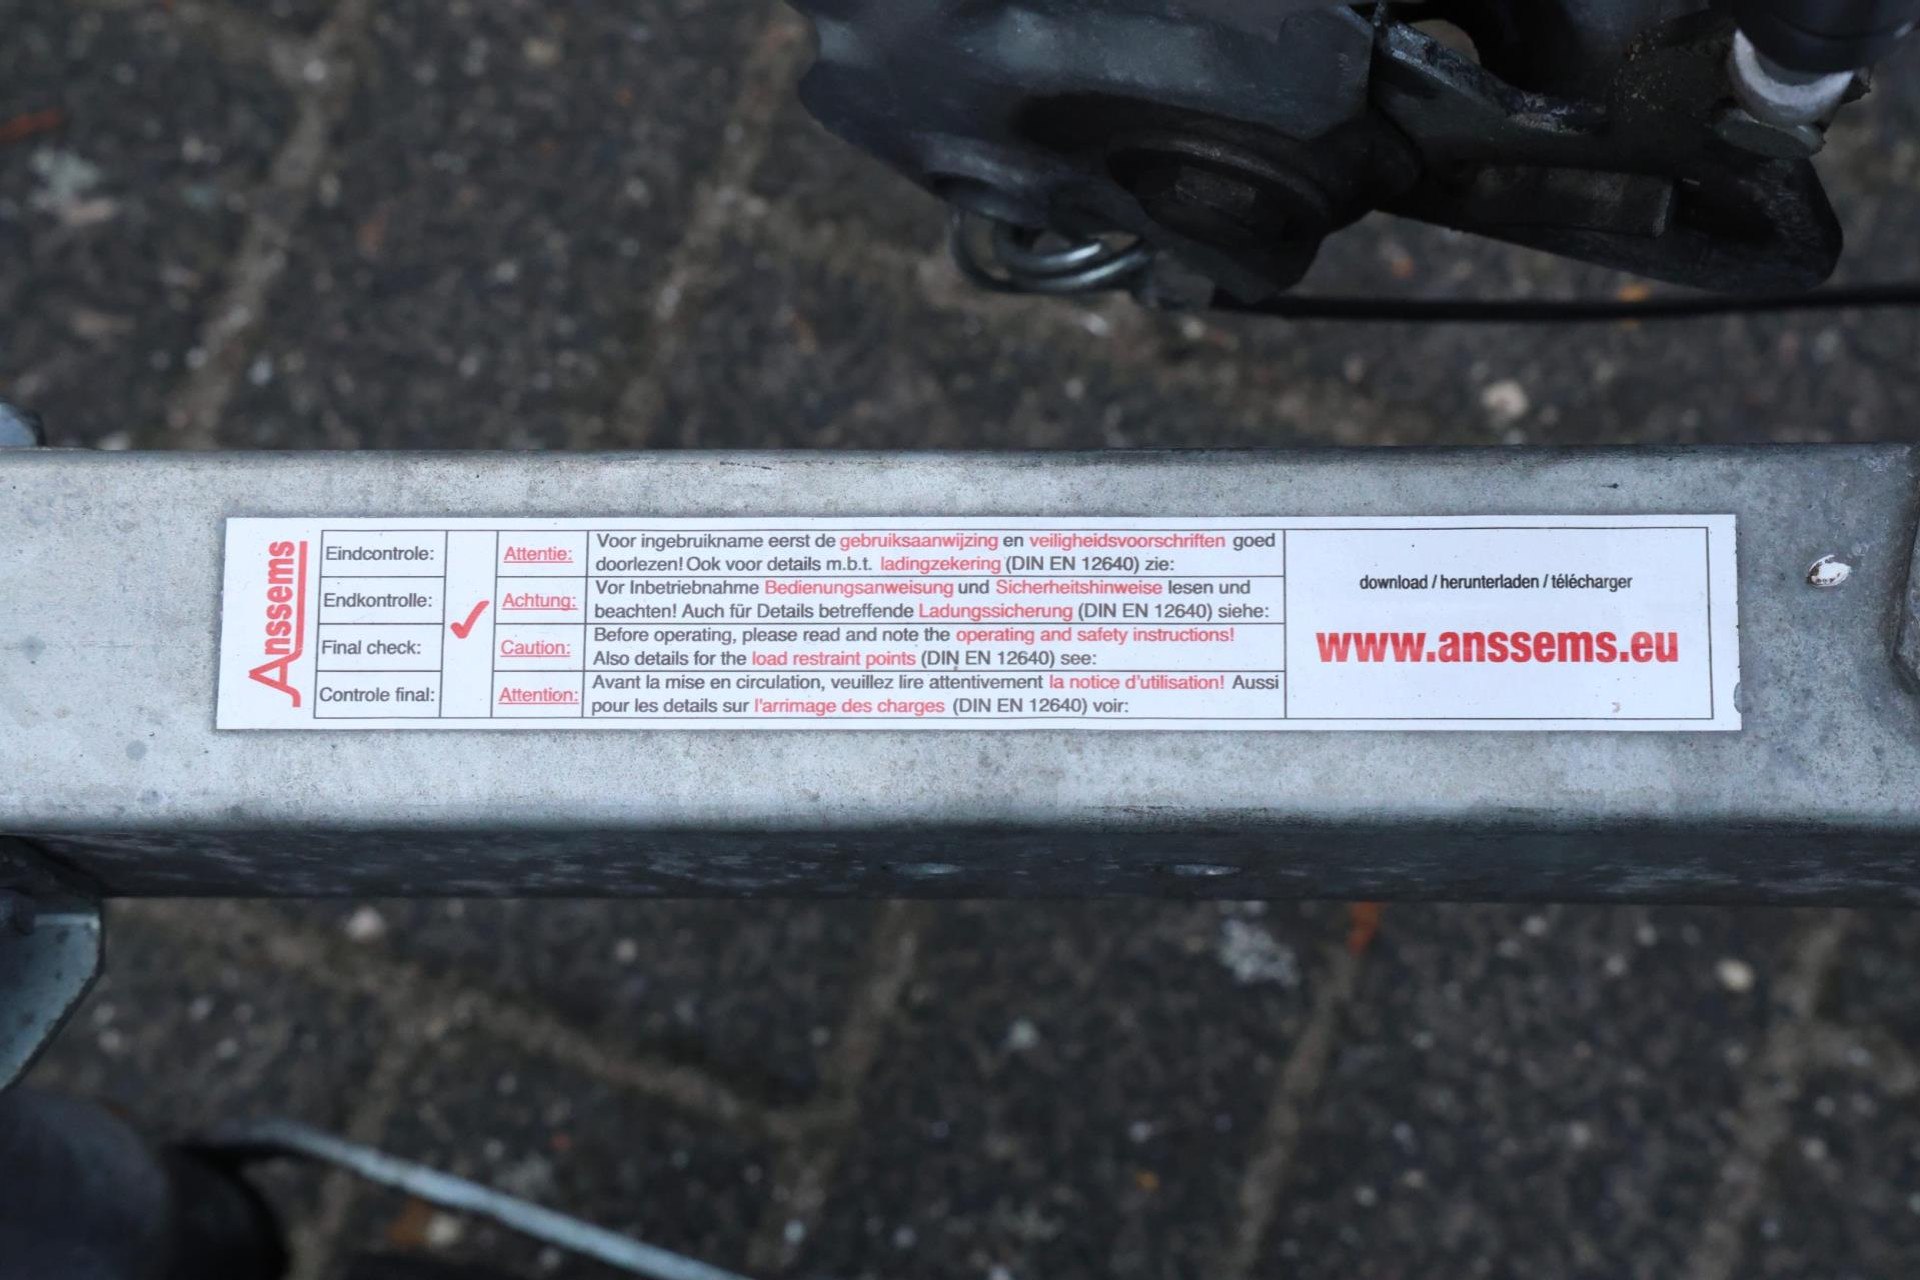 Anssems
Eindcontrole:
Endkontrolle:
Final check:
Controle final:
Attentie:
Voor ingebruikname eerst de gebruiksaanwijzing en veiligheidsvoorschriften goed
doorlezen! Ook voor details m.b.t. ladingzekering (DIN EN 12640) zie:
Achtung:
Vor Inbetriebnahme Bedienungsanweisung und Sicherheitshinweise lesen und
beachten! Auch für Details betreffende Ladungssicherung (DIN EN 12640) siehe:
Caution:
Before operating, please read and note the operating and safety instructions!
Also details for the load restraint points (DIN EN 12640) see:
Attention:
Avant la mise en circulation, veuillez lire attentivement la notice d'utilisation! Aussi
pour les details sur l'arrimage des charges (DIN EN 12640) voir:
download / herunterladen / télécharger
www.anssems.eu